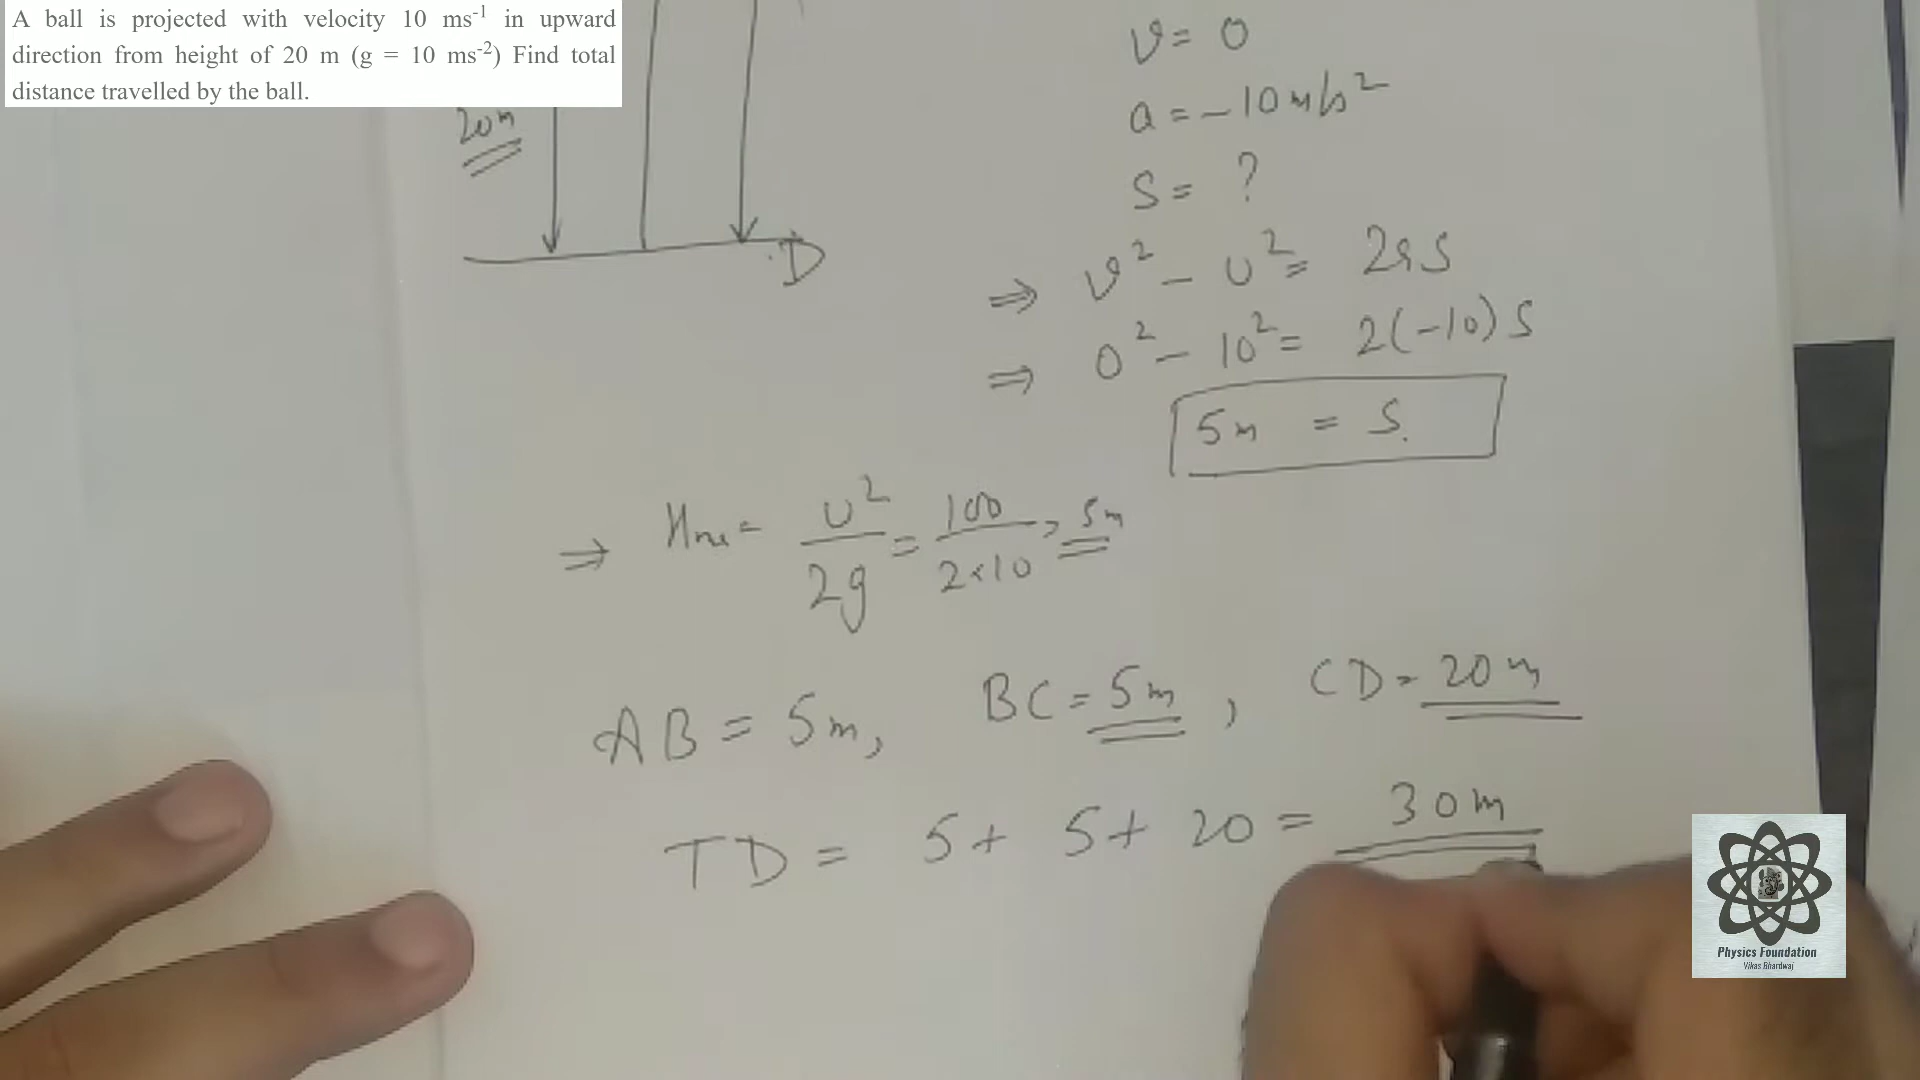 A ball is projected with velocity 10 ms⁻¹ in upward
direction from height of 20 m (g = 10 ms⁻²) Find total
distance travelled by the ball.
20m
D
v = 0
a = -10 m/s²
S = ?
⇒ v² - u² = 2as
⇒ 0² - 10² = 2(-10) S
5m = S.
⇒ = u²/2g = 100/2×10, 5m
AB = 5m, BC = 5m, CD = 20m
TD = 5 + 5 + 20 = 30m
Physics Foundation
Vikas Bhardwaj